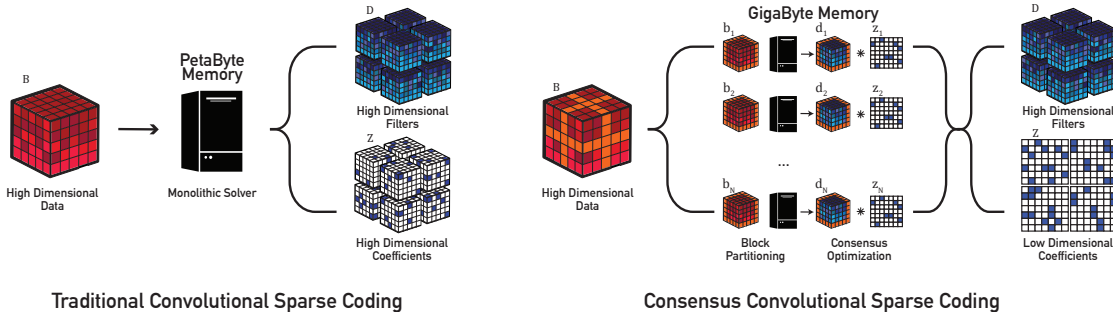 B
High Dimensional
Data
PetaByte
Memory
Monolithic Solver
D
High Dimensional
Filters
Z
High Dimensional
Coefficients
Traditional Convolutional Sparse Coding
B
High Dimensional
Data
GigaByte Memory
b1
d1
*
z1
b2
d2
*
z2
...
bN
dN
*
zN
Block
Partitioning
Consensus
Optimization
D
High Dimensional
Filters
Z
Low Dimensional
Coefficients
Consensus Convolutional Sparse Coding